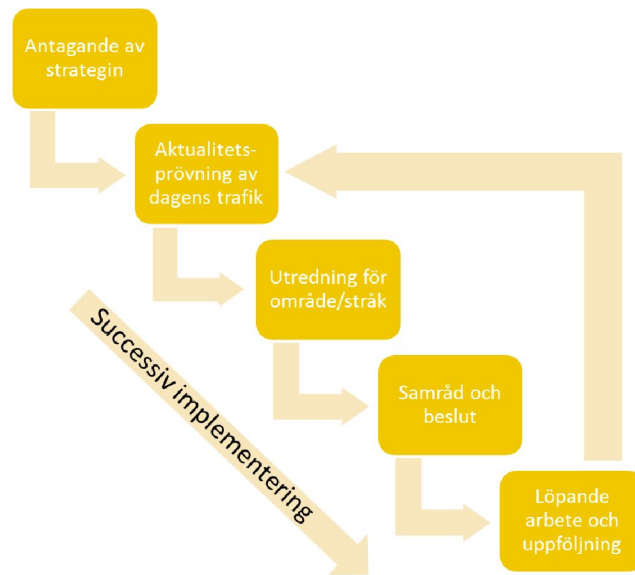 Antagande av
strategin
Aktualitets-
prövning av
dagens trafik
Utredning för
område/stråk
Successiv implementering
Samråd och
beslut
Löpande
arbete och
uppföljning